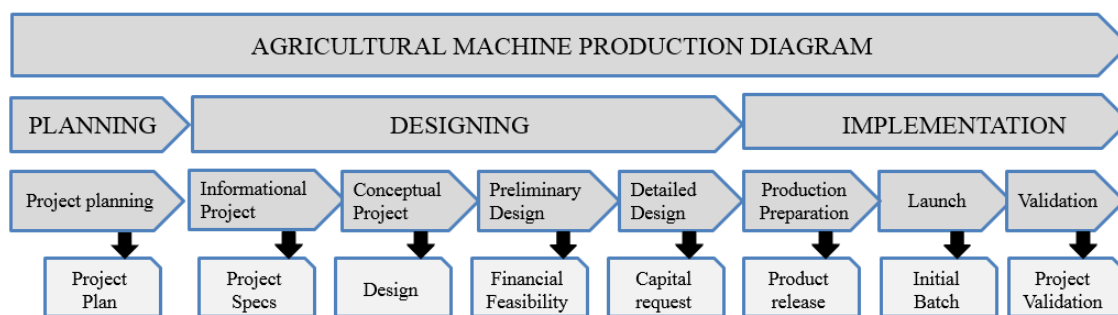 AGRICULTURAL MACHINE PRODUCTION DIAGRAM
PLANNING
DESIGNING
IMPLEMENTATION
Project planning
Informational
Project
Conceptual
Project
Preliminary
Design
Detailed
Design
Production
Preparation
Launch
Validation
Project
Plan
Project
Specs
Design
Financial
Feasibility
Capital
request
Product
release
Initial
Batch
Project
Validation